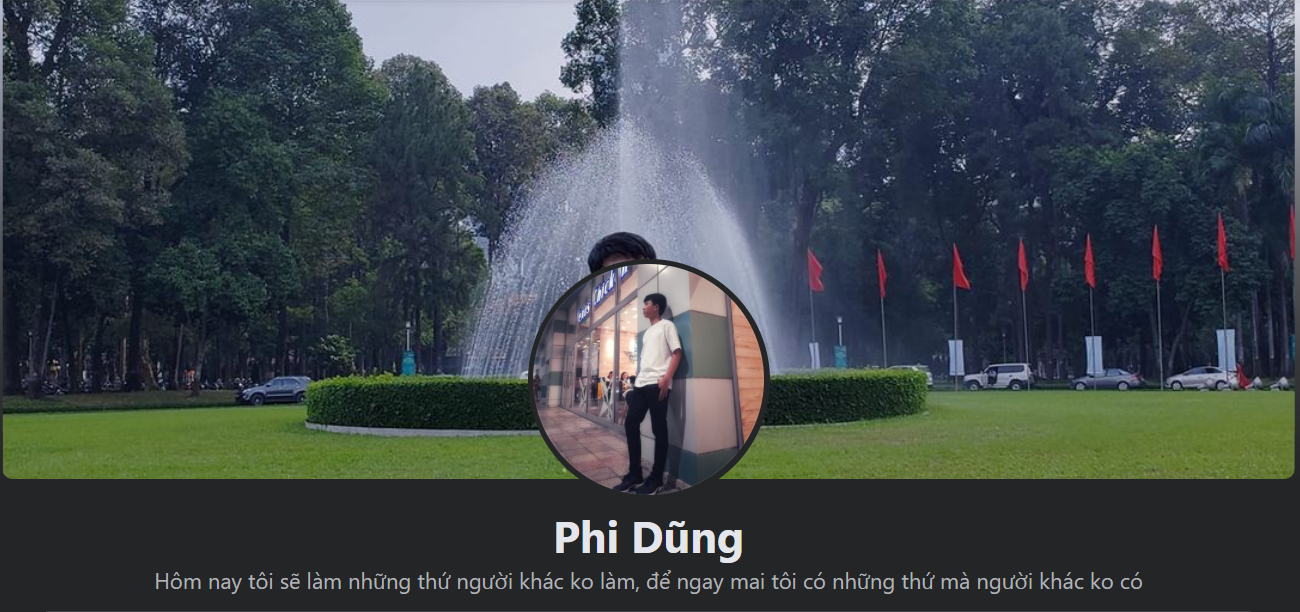 Phi Dũng
Hôm nay tôi sẽ làm những thứ người khác ko làm, để ngay mai tôi có những thứ mà người khác ko có